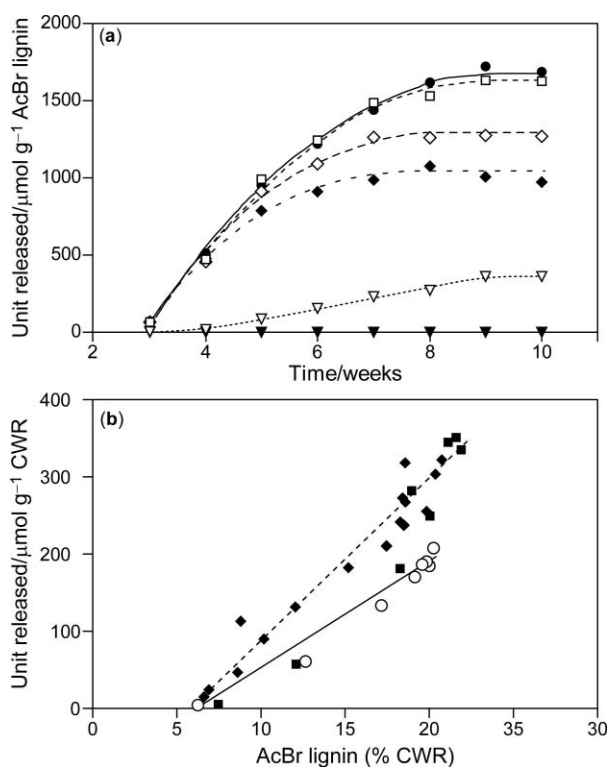 (a)
2000
1500
1000
500
0
Unit released/μmol g⁻¹ AcBr lignin
2 4 6 8 10
Time/weeks
(b)
400
300
200
100
0
Unit released/μmol g⁻¹ CWR
0 5 10 15 20 35 30
AcBr lignin (% CWR)